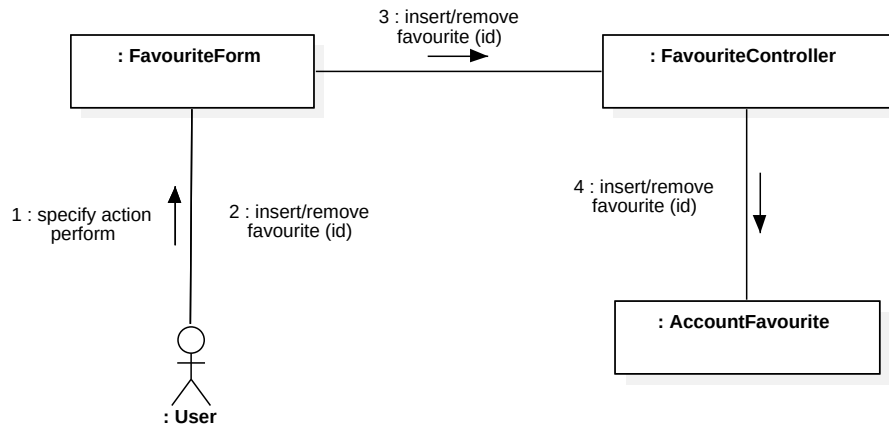 3 : insert/remove
favourite (id)
: FavouriteForm
: FavouriteController
1 : specify action
perform
2 : insert/remove
favourite (id)
4 : insert/remove
favourite (id)
: AccountFavourite
: User